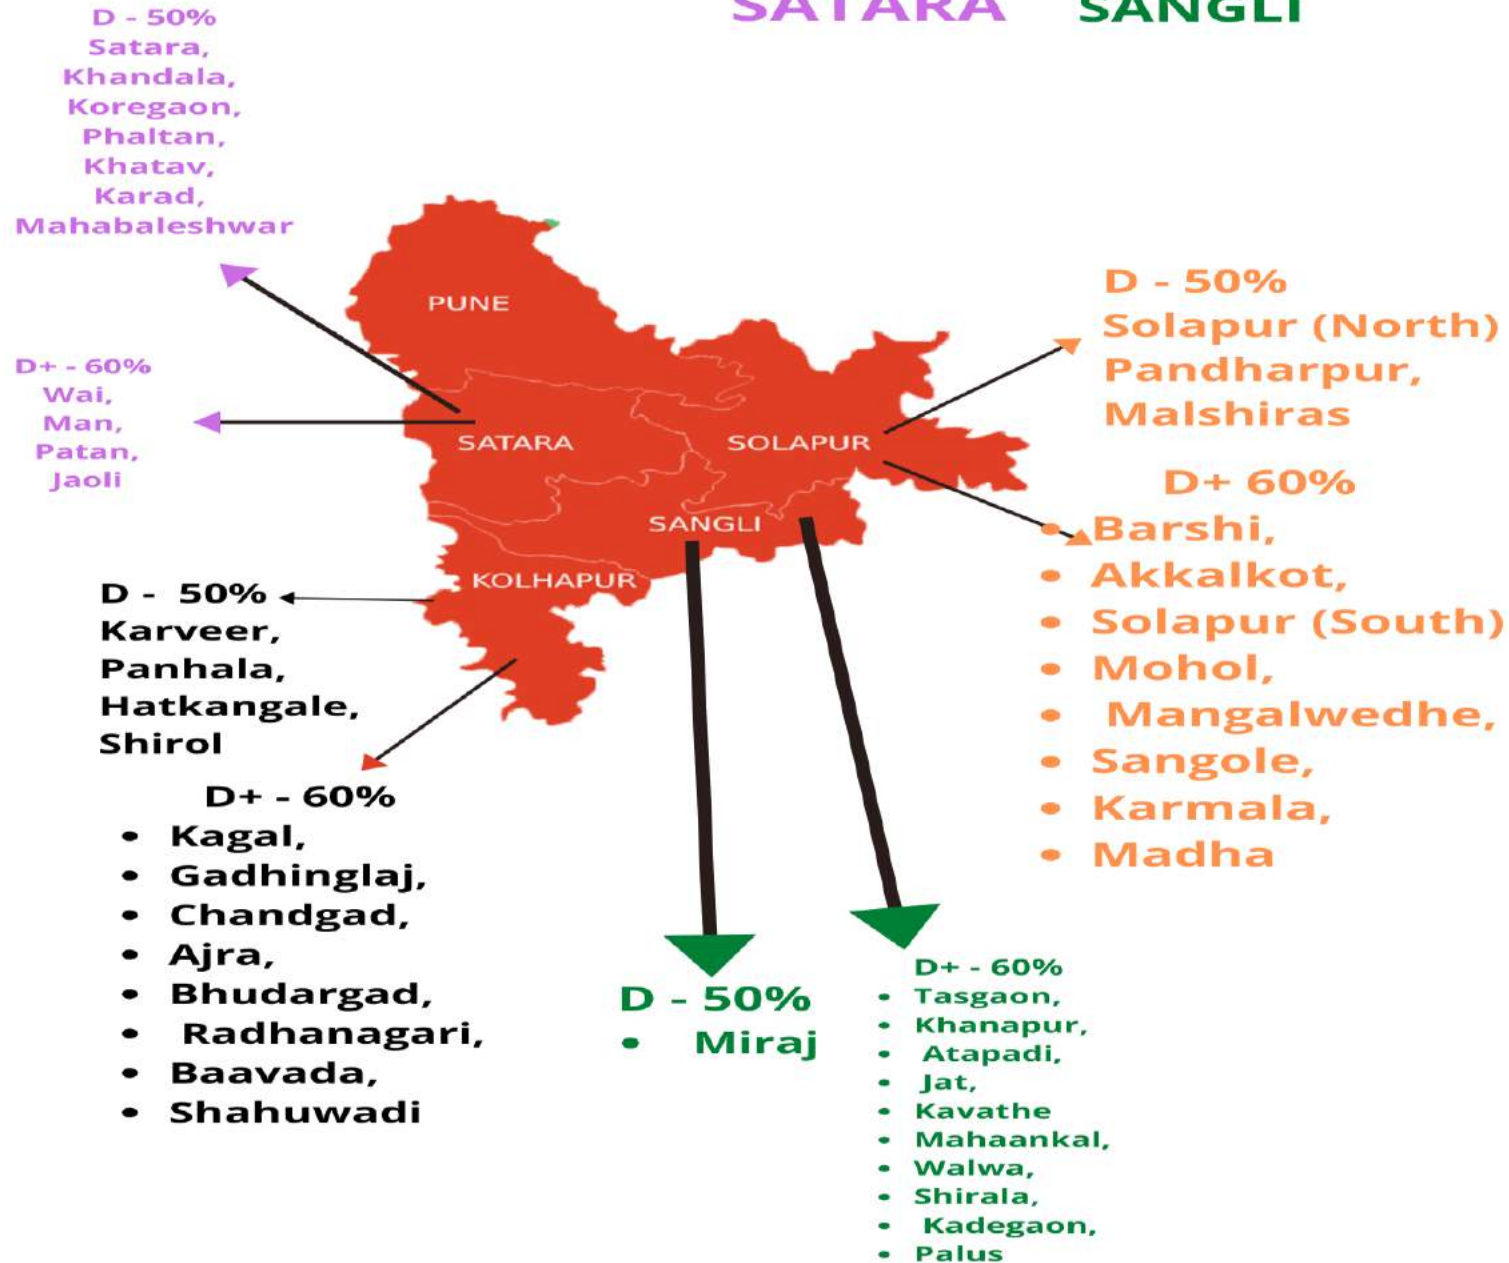 SATARA SANGLI
D - 50%
Satara,
Khandala,
Koregaon,
Phaltan,
Khatav,
Karad,
Mahabaleshwar
D+ - 60%
Wai,
Man,
Patan,
Jaoli
PUNE
SATARA
SOLAPUR
SANGLI
KOLHAPUR
D - 50%
Solapur (North)
Pandharpur,
Malshiras
D+ 60%
• Barshi,
• Akkalkot,
• Solapur (South)
• Mohol,
• Mangalwedhe,
• Sangole,
• Karmala,
• Madha
D - 50%
Karveer,
Panhala,
Hatkangale,
Shirol
D+ - 60%
• Kagal,
• Gadhinglaj,
• Chandgad,
• Ajra,
• Bhudargad,
• Radhanagari,
• Baavada,
• Shahuwadi
D - 50%
• Miraj
D+ - 60%
• Tasgaon,
• Khanapur,
• Atapadi,
• Jat,
• Kavathe
• Mahaankal,
• Walwa,
• Shirala,
• Kadegaon,
• Palus